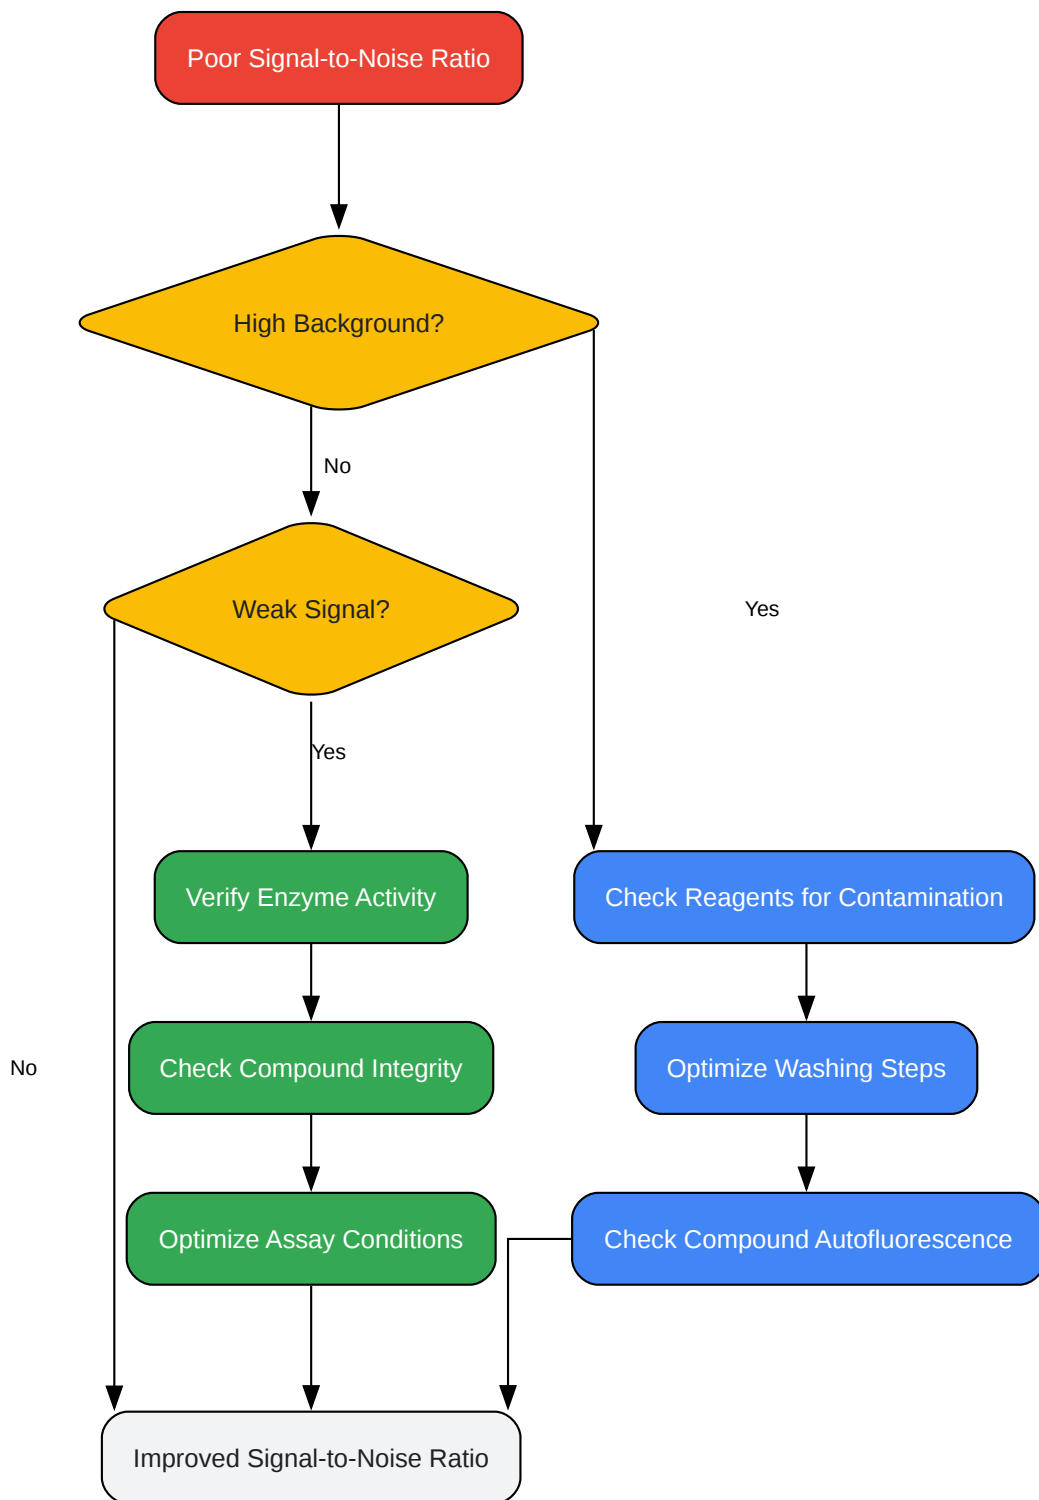 Poor Signal-to-Noise Ratio
High Background?
No
Weak Signal?
Yes
Yes
Verify Enzyme Activity
Check Reagents for Contamination
Check Compound Integrity
Optimize Washing Steps
No
Optimize Assay Conditions
Check Compound Autofluorescence
Improved Signal-to-Noise Ratio